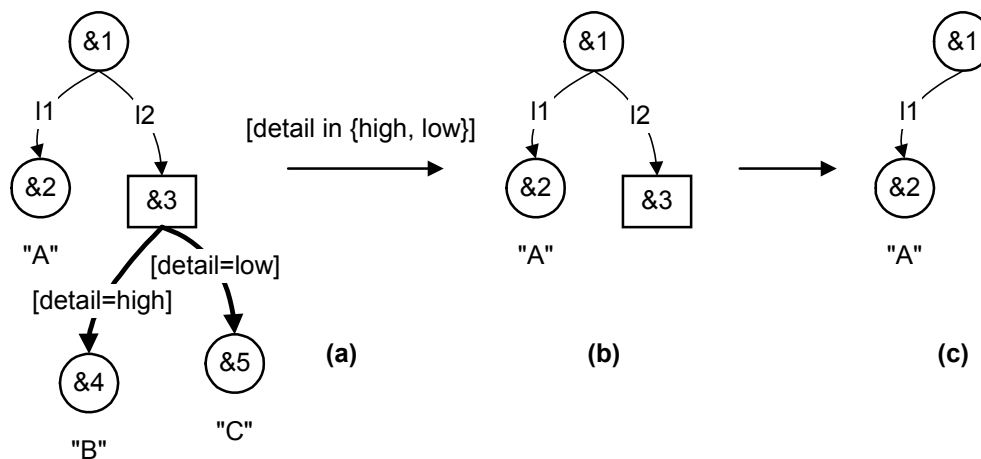 &1
l1
l2
&2
&3
"A"
[detail=low]
[detail=high]
&4
&5
"B"
"C"
(a)
[detail in {high, low}]
&1
l1
l2
&2
&3
"A"
(b)
&1
l1
&2
"A"
(c)